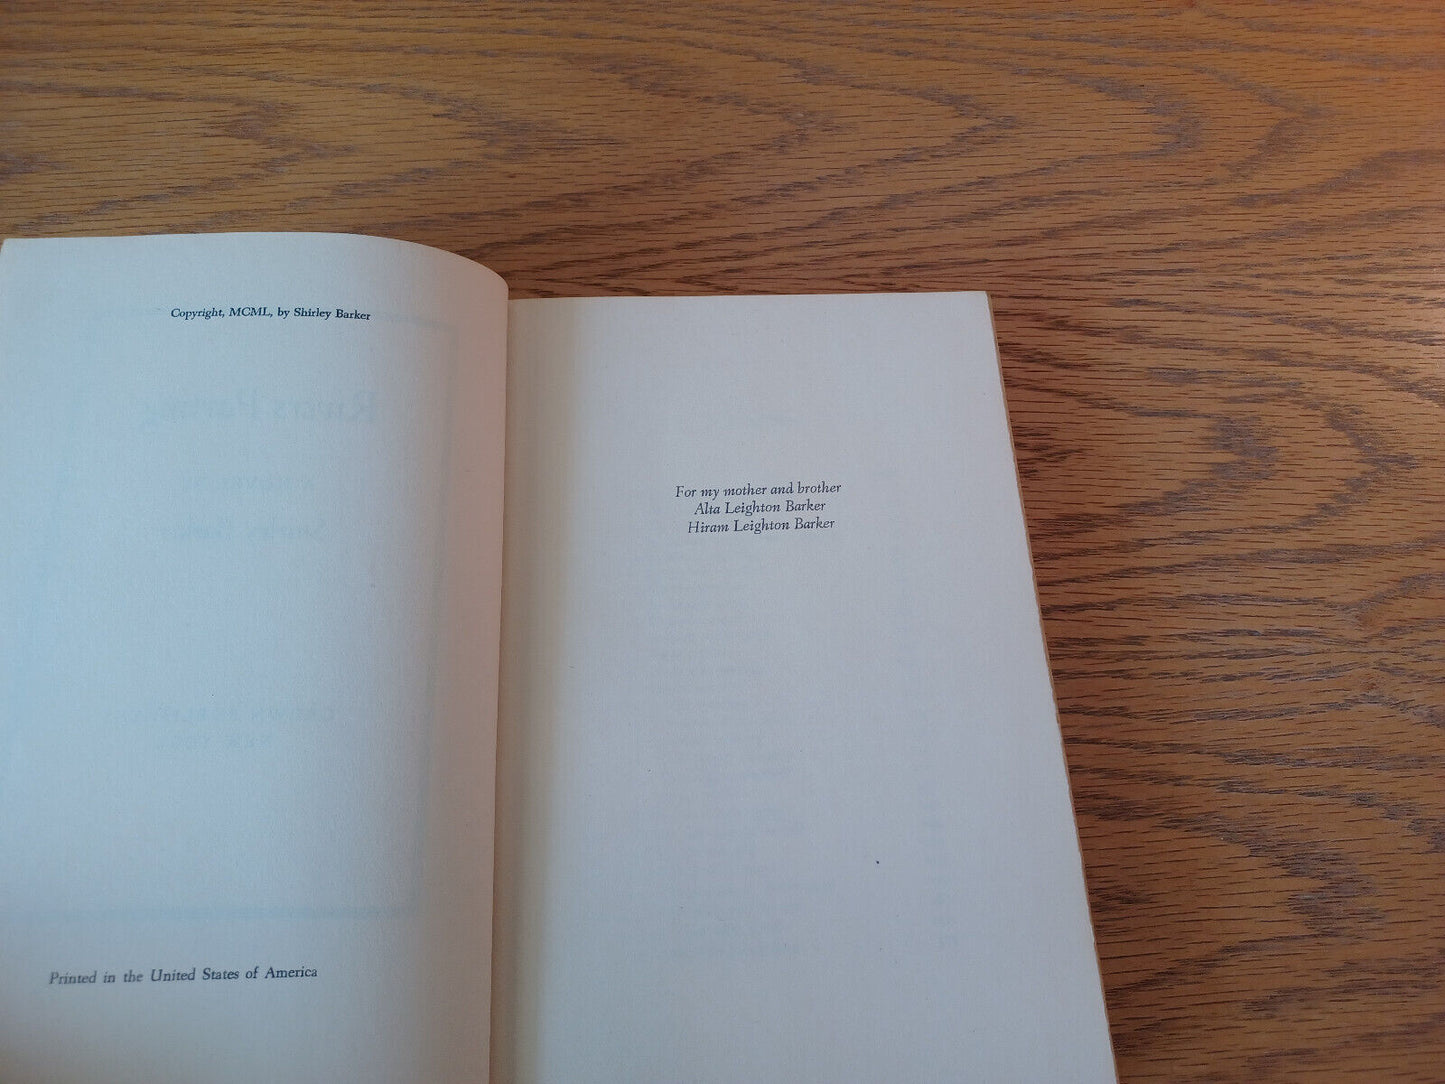 Copyright, MCML, by Shirley Barker
Printed in the United States of America
For my mother and brother
Alta Leighton Barker
Hiram Leighton Barker